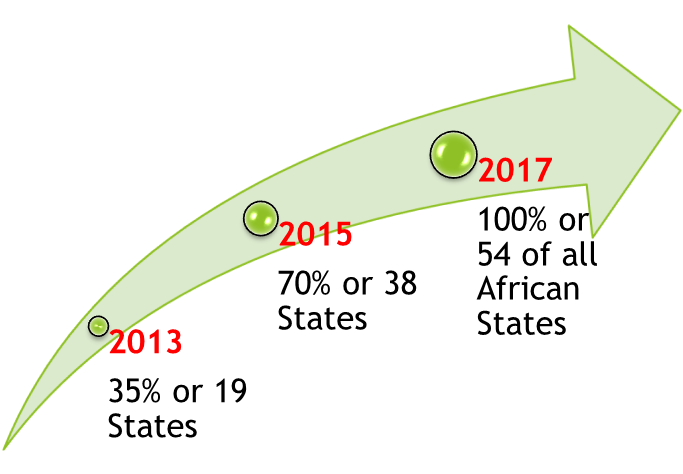 2013
35% or 19
States
2015
70% or 38
States
2017
100% or
54 of all
African
States